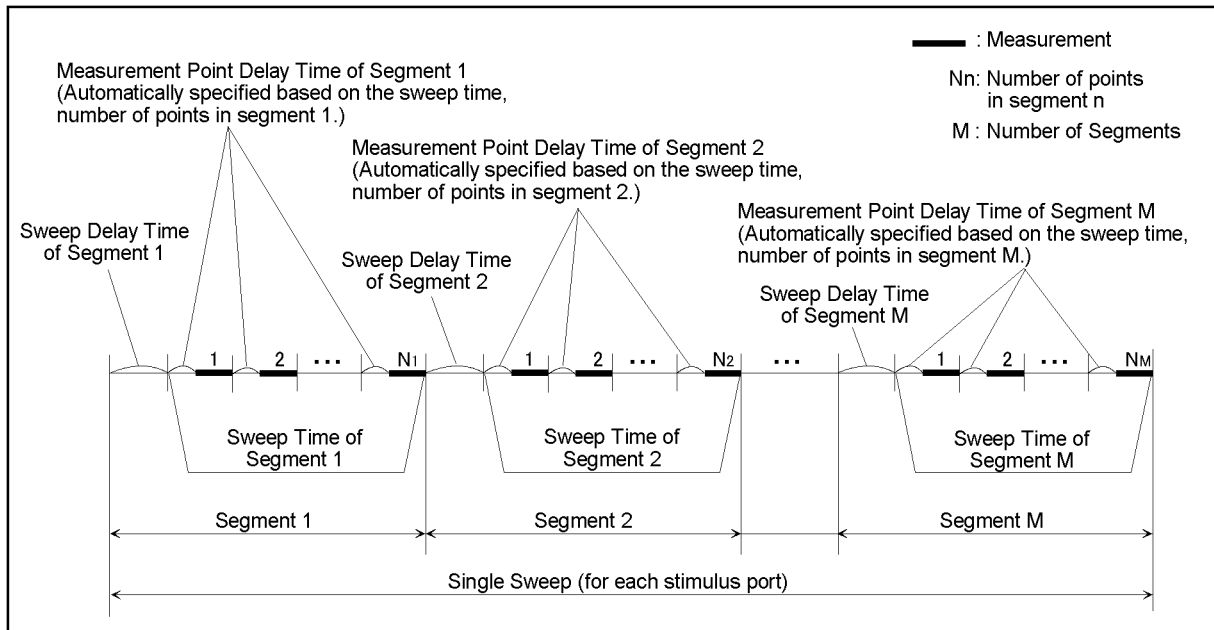 : Measurement
Nn: Number of points
in segment n
M : Number of Segments
Measurement Point Delay Time of Segment 1
(Automatically specified based on the sweep time,
number of points in segment 1.)
Measurement Point Delay Time of Segment 2
(Automatically specified based on the sweep time,
number of points in segment 2.)
Measurement Point Delay Time of Segment M
(Automatically specified based on the sweep time,
number of points in segment M.)
Sweep Delay Time
of Segment 1
Sweep Delay Time
of Segment 2
Sweep Delay Time
of Segment M
1 2 ... N1 1 2 ... N2 ... 1 2 ... NM
Sweep Time of
Segment 1
Sweep Time of
Segment 2
Sweep Time of
Segment M
Segment 1
Segment 2
Segment M
Single Sweep (for each stimulus port)